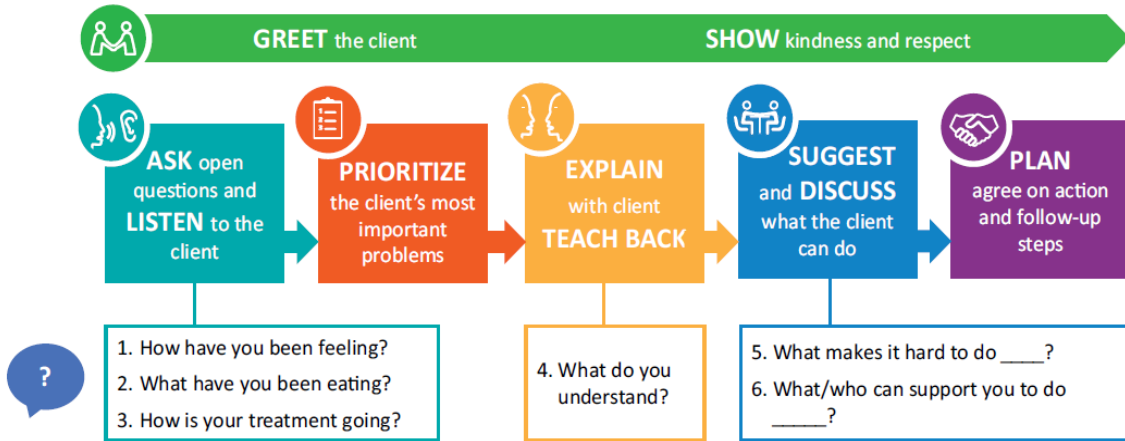 GREET the client
SHOW kindness and respect
ASK open
questions and
LISTEN to the
client
PRIORITIZE
the client’s most
important
problems
EXPLAIN
with client
TEACH BACK
SUGGEST
and DISCUSS
what the client
can do
PLAN
agree on action
and follow-up
steps
?
1. How have you been feeling?
2. What have you been eating?
3. How is your treatment going?
4. What do you
understand?
5. What makes it hard to do ____?
6. What/who can support you to do
_____?